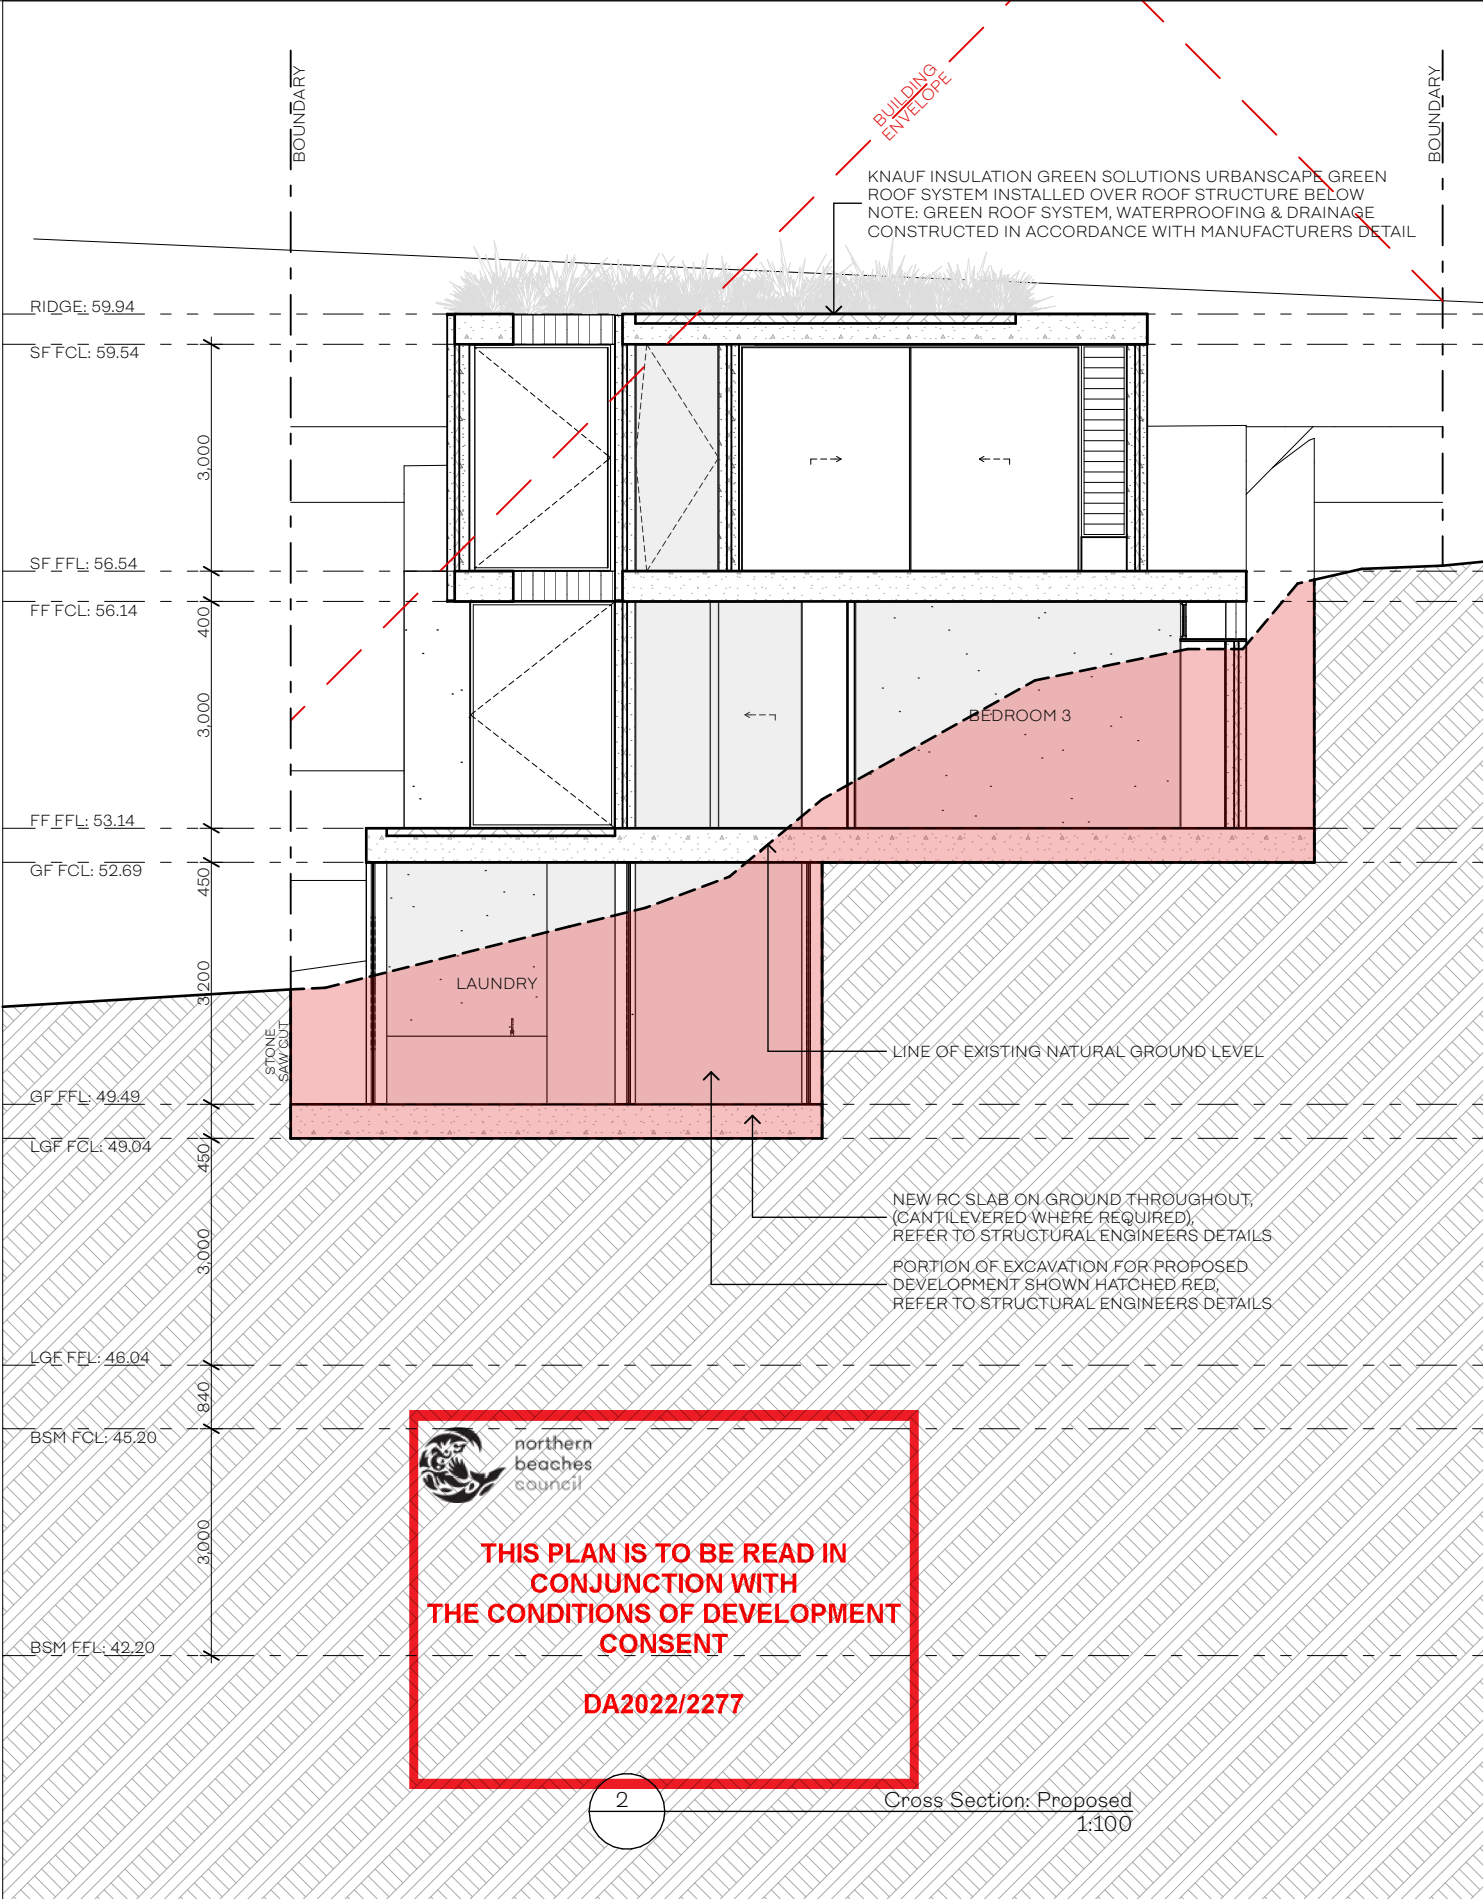 BOUNDARY
BOUNDARY
BUILDING
ENVELOPE
KNAUF INSULATION GREEN SOLUTIONS URBANSCAPE GREEN
ROOF SYSTEM INSTALLED OVER ROOF STRUCTURE BELOW
NOTE: GREEN ROOF SYSTEM, WATERPROOFING & DRAINAGE
CONSTRUCTED IN ACCORDANCE WITH MANUFACTURERS DETAIL
RIDGE: 59.94
SF FCL: 59.54
3,000
SF FFL: 56.54
FF FCL: 56.14
400
3,000
BEDROOM 3
FF FFL: 53.14
GF FCL: 52.69
450
3,200
LAUNDRY
STONE
SAW CUT
LINE OF EXISTING NATURAL GROUND LEVEL
GF FFL: 49.49
LGF FCL: 49.04
450
NEW RC SLAB ON GROUND THROUGHOUT,
(CANTILEVERED WHERE REQUIRED),
REFER TO STRUCTURAL ENGINEERS DETAILS
3,000
PORTION OF EXCAVATION FOR PROPOSED
DEVELOPMENT SHOWN HATCHED RED,
REFER TO STRUCTURAL ENGINEERS DETAILS
LGF FFL: 46.04
840
BSM FCL: 45.20
3,000
BSM FFL: 42.20
northern
beaches
council
THIS PLAN IS TO BE READ IN
CONJUNCTION WITH
THE CONDITIONS OF DEVELOPMENT
CONSENT
DA2022/2277
2
Cross Section: Proposed
1:100